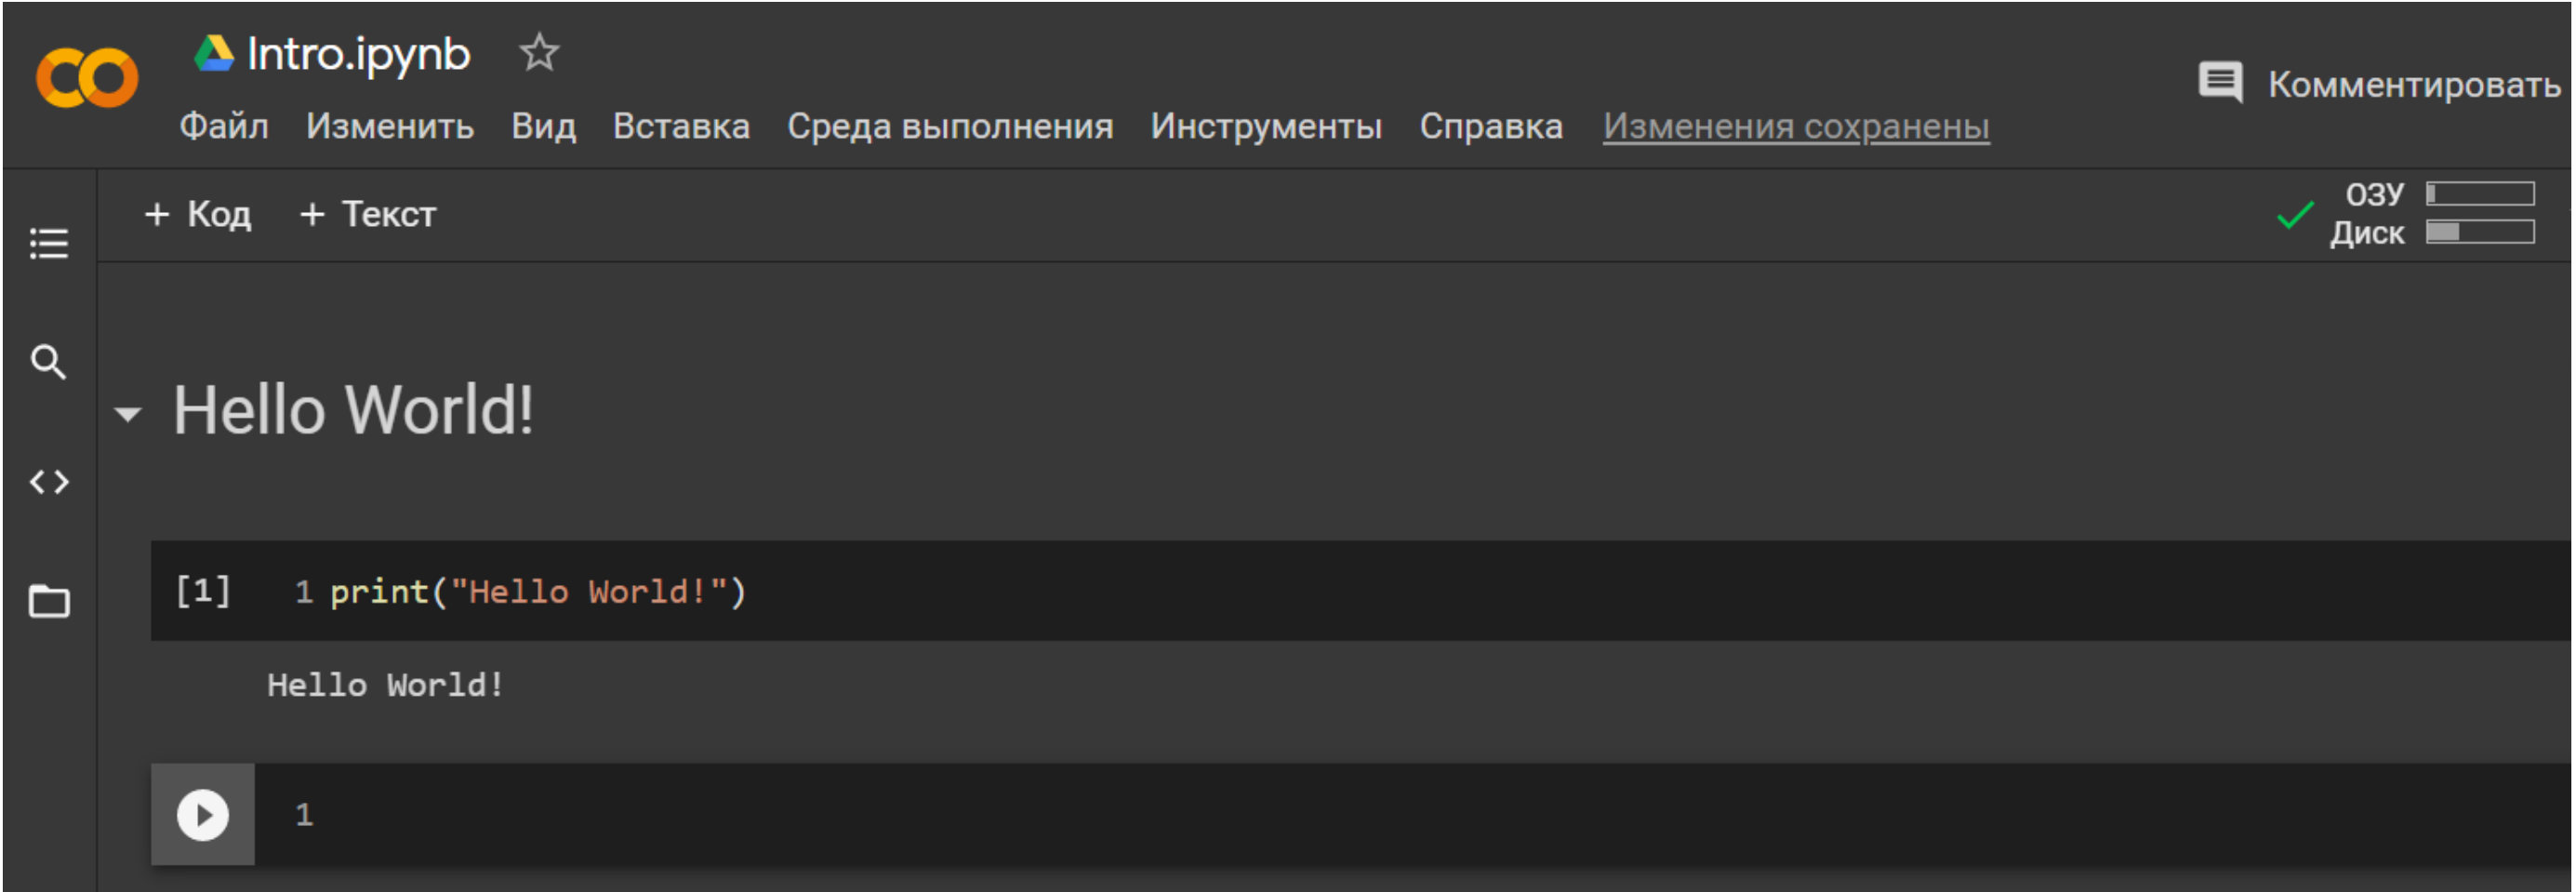 Intro.ipynb
Комментировать
Файл Изменить Вид Вставка Среда выполнения Инструменты Справка Изменения сохранены
+ Код + Текст
ОЗУ
Диск
Hello World!
[1] 1 print("Hello World!")
Hello World!
1